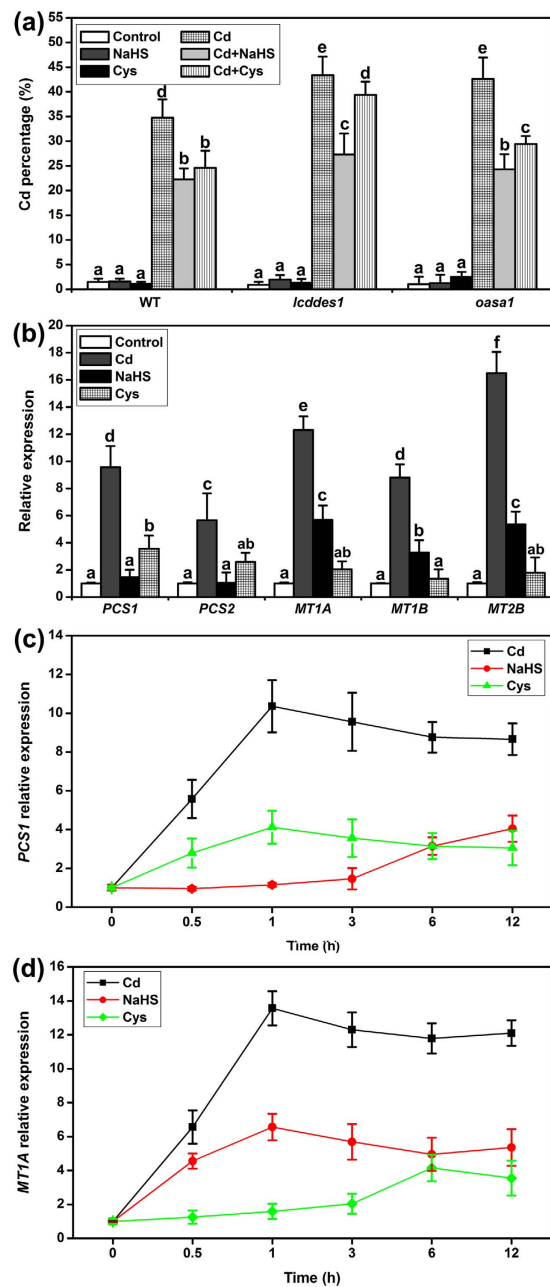 (a)
Control
NaHS
Cys
Cd
Cd+NaHS
Cd+Cys
Cd percentage (%)
50
45
40
35
30
25
20
15
10
5
0
a a a d b b
a a a e c d
a a a e b c
WT lcddes1 oasa1
(b)
Control
Cd
NaHS
Cys
Relative expression
20
18
16
14
12
10
8
6
4
2
0
a d a b
a c a ab
a e c ab
a d b a
a f c ab
PCS1 PCS2 MT1A MT1B MT2B
(c)
Cd
NaHS
Cys
PCS1 relative expression
14
12
10
8
6
4
2
0
0 0.5 1 3 6 12
Time (h)
(d)
Cd
NaHS
Cys
MT1A relative expression
16
14
12
10
8
6
4
2
0
0 0.5 1 3 6 12
Time (h)